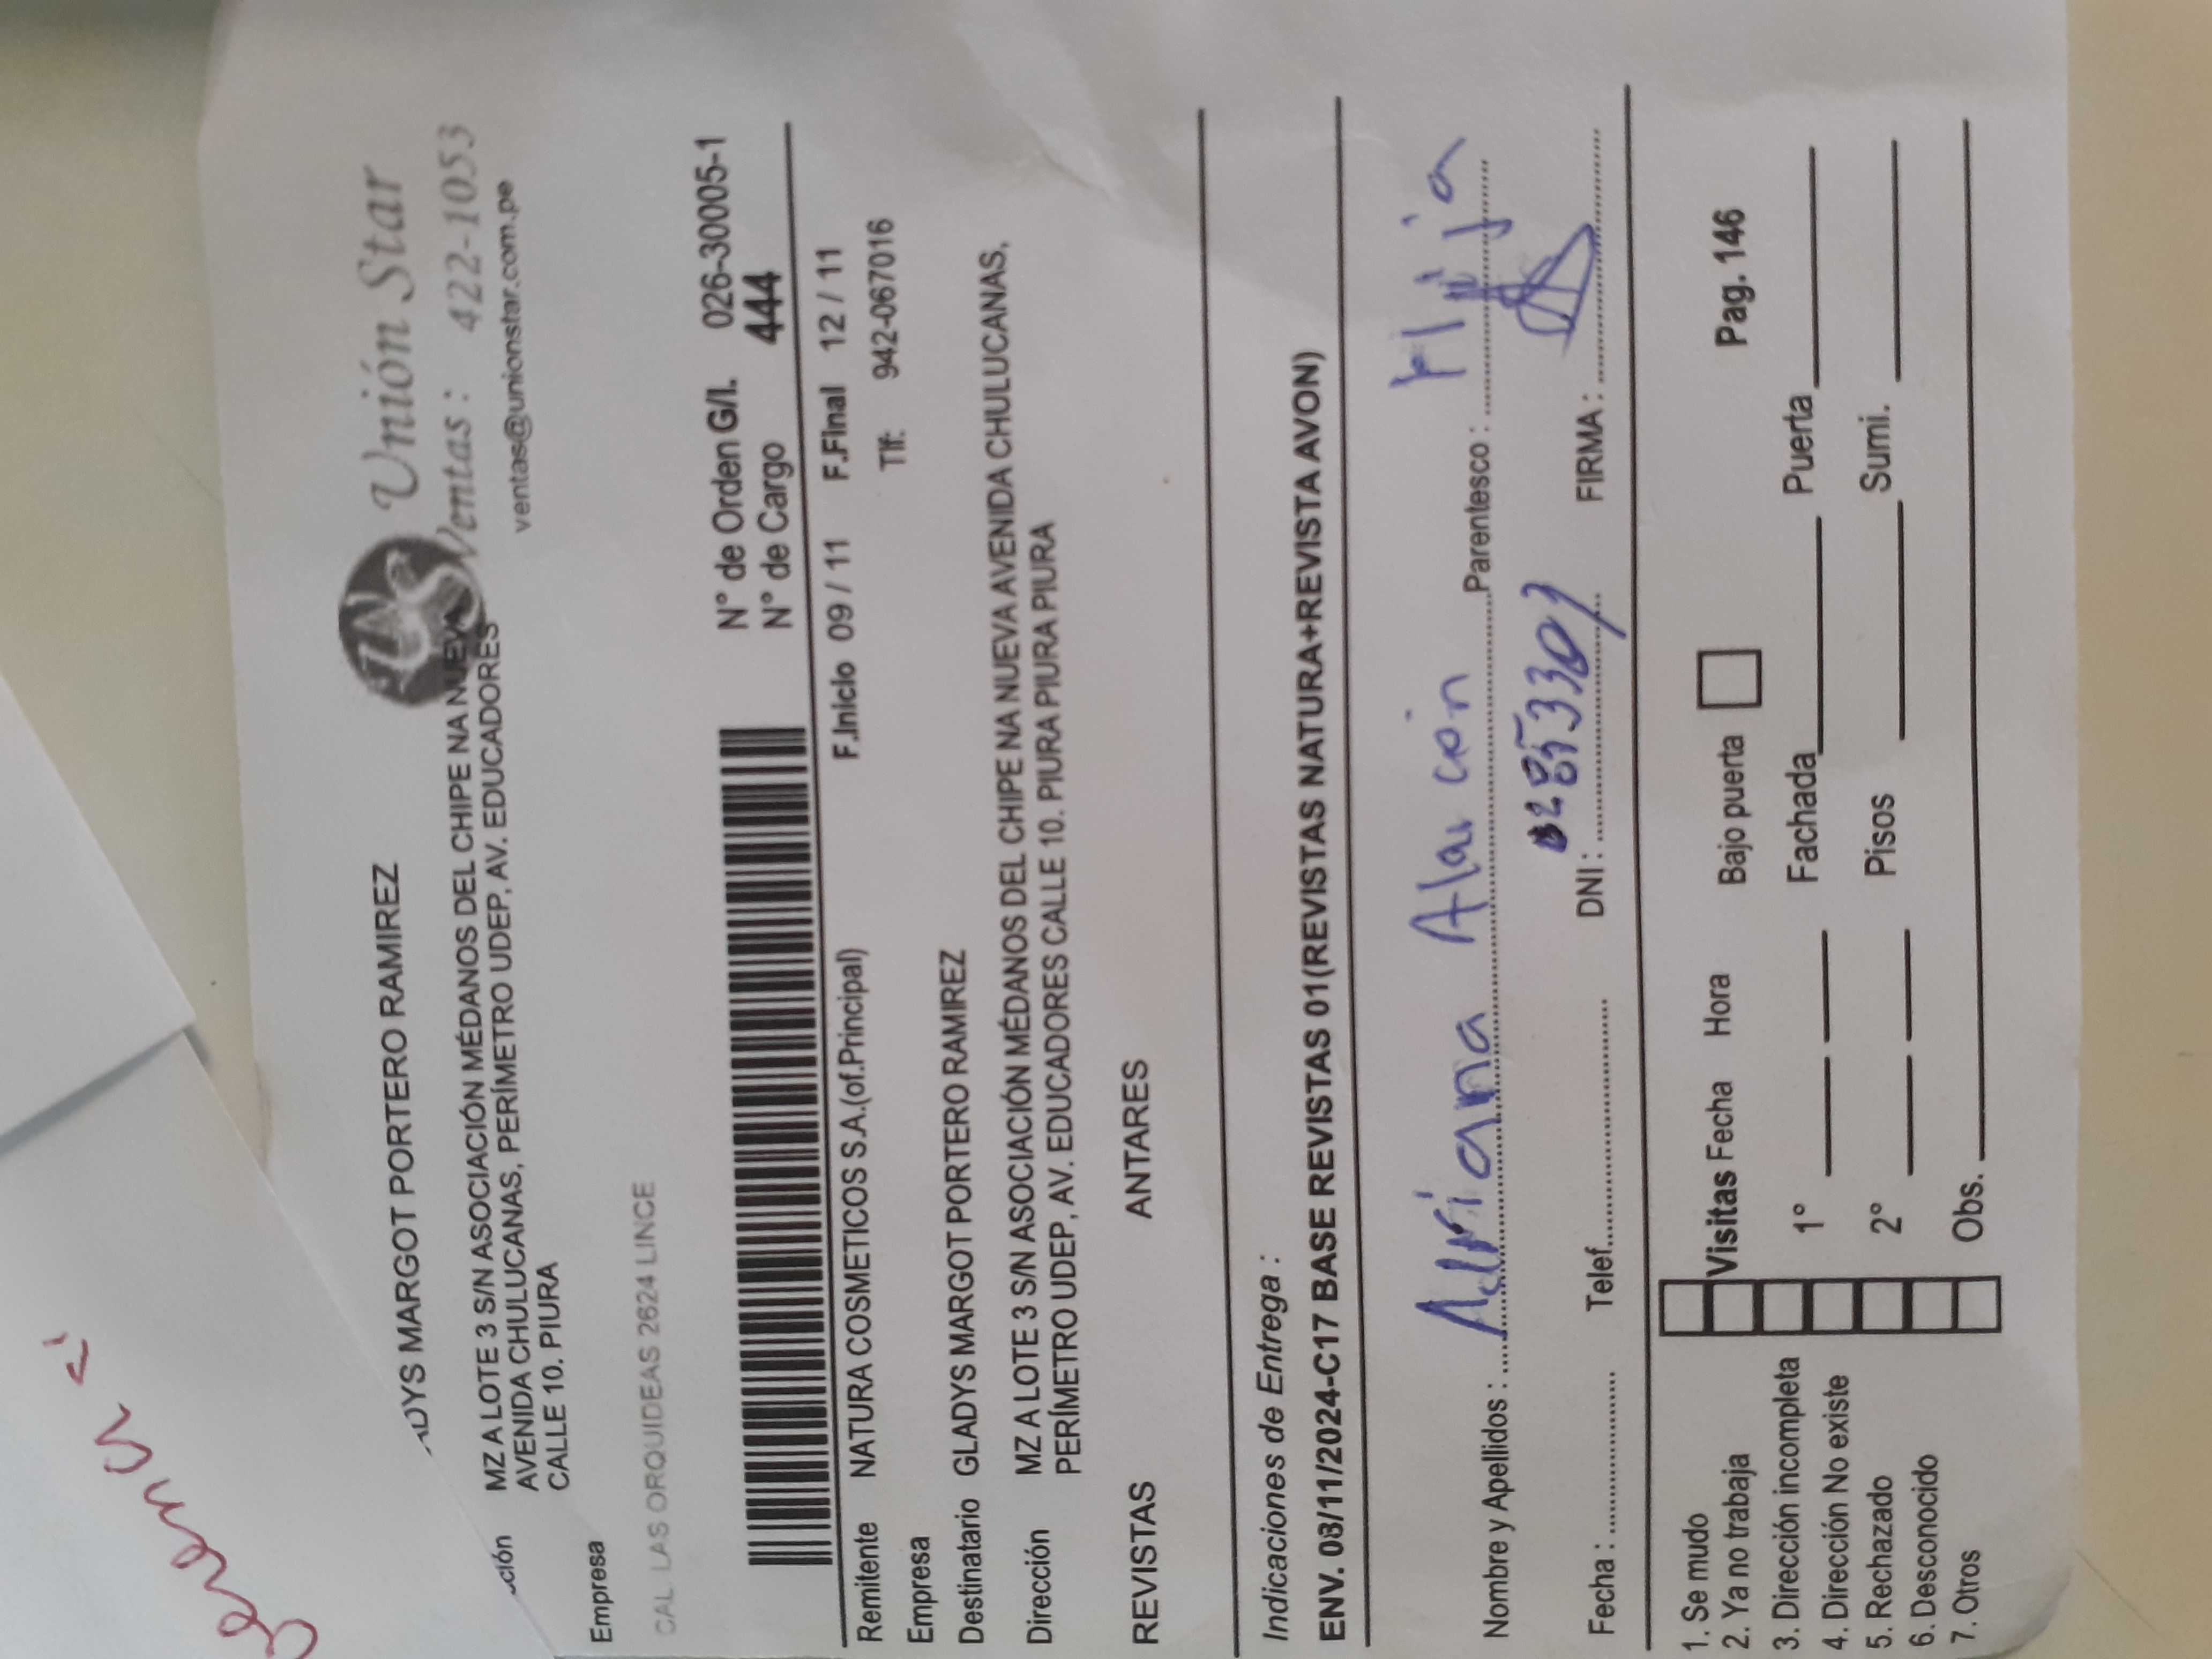 Unión Star
Ventas : 422-1053
ventas@unionstar.com.pe
MARGOT PORTERO RAMIREZ
MZ A LOTE 3 S/N ASOCIACIÓN MÉDANOS DEL CHIPE NA NUEVA
AVENIDA CHULUCANAS, PERÍMETRO UDEP, AV. EDUCADORES
CALLE 10. PIURA
Empresa
CAL LAS ORQUIDEAS 2624 LINCE
N° de Orden G/I. 026-30005-1
N° de Cargo 444
F.Inicio 09 / 11 F.Final 12 / 11
Remitente NATURA COSMETICOS S.A.(of.Principal) Tlf: 942-067016
Empresa
Destinatario GLADYS MARGOT PORTERO RAMIREZ
Dirección MZ A LOTE 3 S/N ASOCIACIÓN MÉDANOS DEL CHIPE NA NUEVA AVENIDA CHULUCANAS,
PERÍMETRO UDEP, AV. EDUCADORES CALLE 10. PIURA PIURA PIURA
REVISTAS ANTARES
Indicaciones de Entrega :
ENV. 08/11/2024-C17 BASE REVISTAS 01(REVISTAS NATURA+REVISTA AVON)
Nombre y Apellidos : Adriana Alarcón Parentesco : Hija
Fecha : Telef. DNI : FIRMA :
1. Se mudo Visitas Fecha Hora Bajo puerta Pag. 146
2. Ya no trabaja
3. Dirección incompleta 1° Fachada Puerta
4. Dirección No existe
5. Rechazado 2° Pisos Sumi.
6. Desconocido
7. Otros Obs.